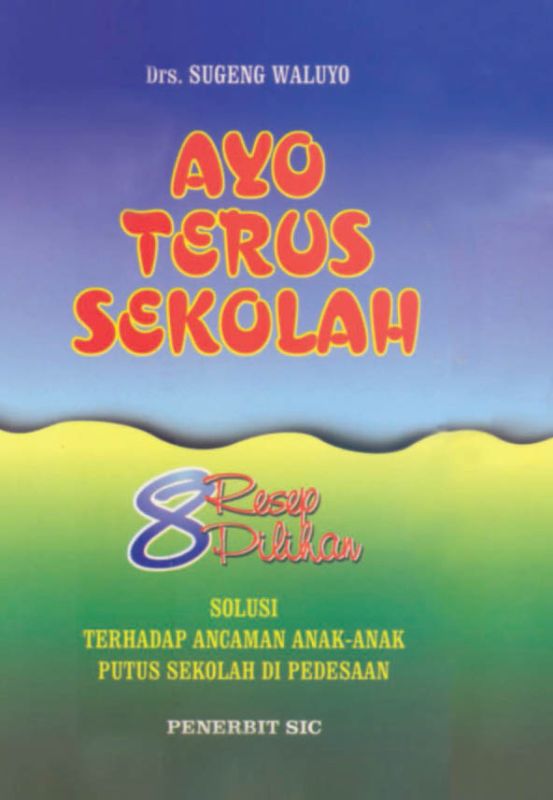 Drs. SUGENG WALUYO
AYO
TERUS
SEKOLAH
8 Resep
Pilihan
SOLUSI
TERHADAP ANCAMAN ANAK-ANAK
PUTUS SEKOLAH DI PEDESAAN
PENERBIT SIC